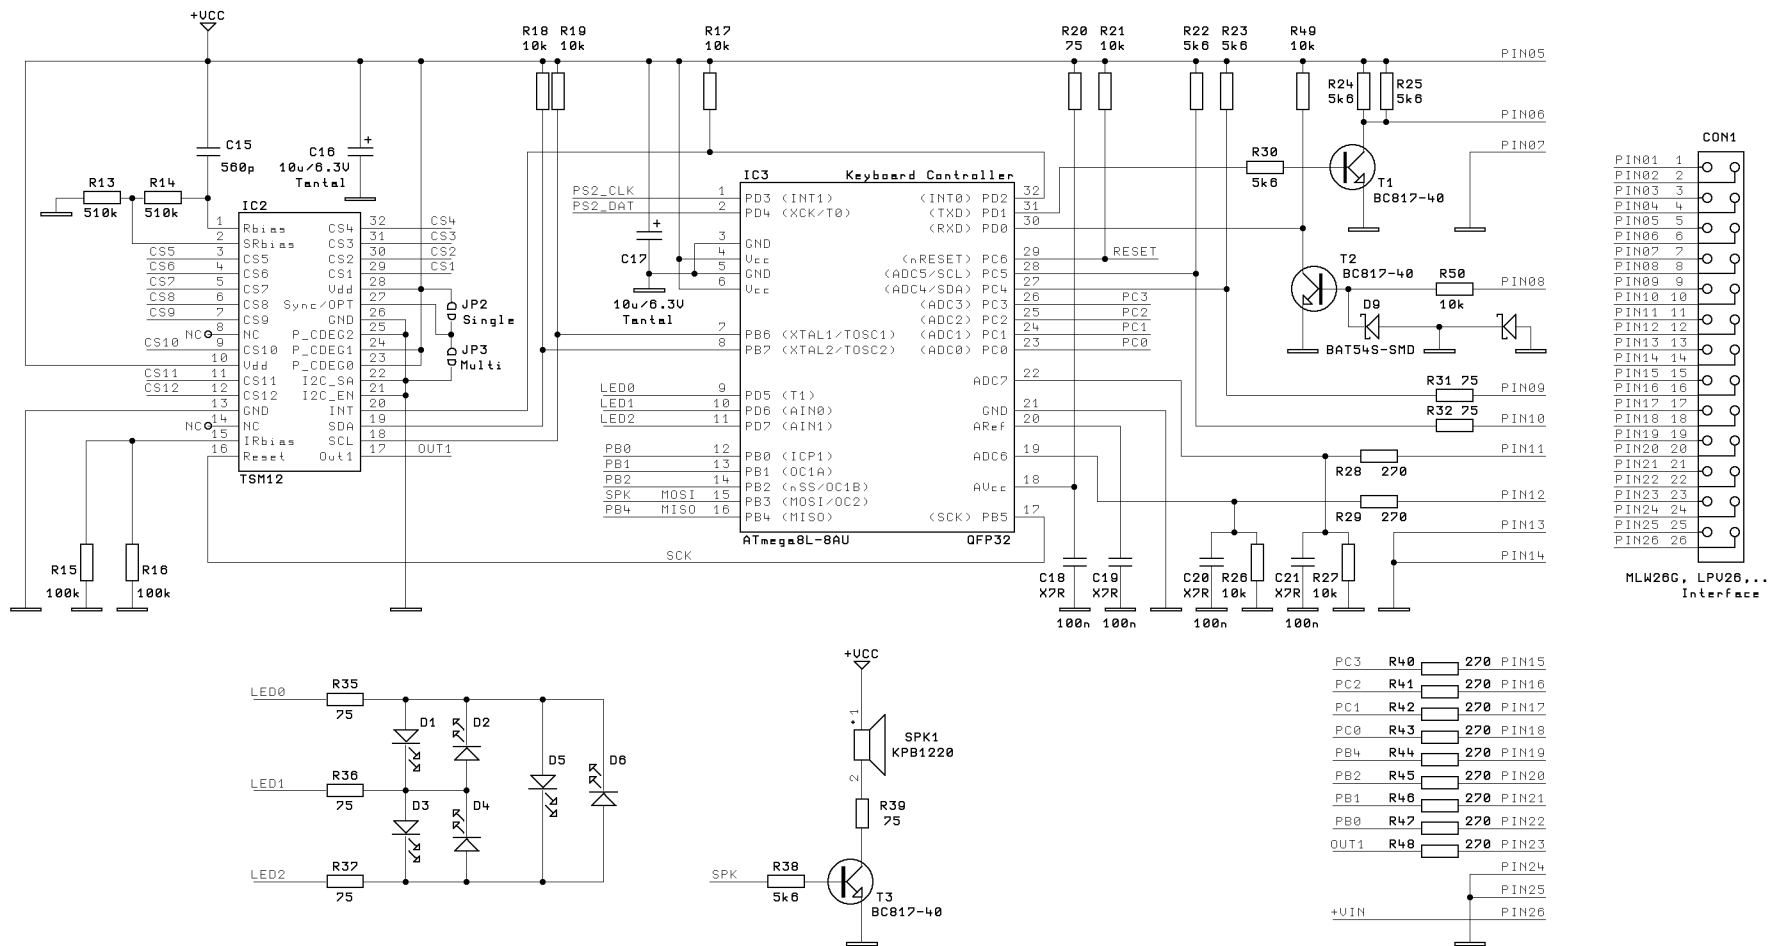 +VCC
R18
10k
R19
10k
R17
10k
R20
75
R21
10k
R22
5k6
R23
5k6
R49
10k
PIN05
R24
5k6
R25
5k6
PIN06
PIN07
C15
560p
C16
10u/6.3V
Tantal
R13
510k
R14
510k
IC2
1 Rbias
2 SRbias
CS5 3 CS5
CS6 4 CS6
CS7 5 CS7
CS8 6 CS8
CS9 7 CS9
NC 8 NC
CS10 9 CS10
10 Vdd
CS11 11 CS11
CS12 12 CS12
13 GND
NC 14 NC
15 IRbias
16 Reset
CS4 32 CS4
CS3 31 CS3
CS2 30 CS2
CS1 29 CS1
Vdd 28
Sync/OPT 27
GND 26
P_CDEG2 25
P_CDEG1 24
P_CDEG0 23
I2C_SA 22
I2C_EN 21
INT 20
SDA 19
SCL 18
Out1 17 OUT1
TSM12
JP2
Single
JP3
Multi
R15
100k
R16
100k
SCK
C17
10u/6.3V
Tantal
IC3
Keyboard Controller
PS2_CLK 1 PD3 (INT1)
PS2_DAT 2 PD4 (XCK/T0)
3 GND
4 Vcc
5 GND
6 Vcc
7 PB6 (XTAL1/TOSC1)
8 PB7 (XTAL2/TOSC2)
LED0 9 PD5 (T1)
LED1 10 PD6 (AIN0)
LED2 11 PD7 (AIN1)
PB0 12 PB0 (ICP1)
PB1 13 PB1 (OC1A)
PB2 14 PB2 (nSS/OC1B)
SPK MOSI 15 PB3 (MOSI/OC2)
PB4 MISO 16 PB4 (MISO)
(INT0) PD2 32
(TXD) PD1 31
(RXD) PD0 30
(nRESET) PC6 29 RESET
(ADC5/SCL) PC5 28
(ADC4/SDA) PC4 27
(ADC3) PC3 26 PC3
(ADC2) PC2 25 PC2
(ADC1) PC1 24 PC1
(ADC0) PC0 23 PC0
ADC7 22
GND 21
ARef 20
ADC6 19
AVcc 18
(SCK) PB5 17
ATmega8L-8AU
QFP32
R30
5k6
T1
BC817-40
T2
BC817-40
R50
10k
PIN08
D9
BAT54S-SMD
R31 75 PIN09
R32 75 PIN10
R28 270 PIN11
R29 270 PIN12
PIN13
PIN14
C18
X7R
100n
C19
X7R
100n
C20
X7R
100n
R26
10k
C21
X7R
100n
R27
10k
CON1
PIN01 1
PIN02 2
PIN03 3
PIN04 4
PIN05 5
PIN06 6
PIN07 7
PIN08 8
PIN09 9
PIN10 10
PIN11 11
PIN12 12
PIN13 13
PIN14 14
PIN15 15
PIN16 16
PIN17 17
PIN18 18
PIN19 19
PIN20 20
PIN21 21
PIN22 22
PIN23 23
PIN24 24
PIN25 25
PIN26 26
MLW26G, LPV26,..
Interface
LED0
R35
75
LED1
R36
75
LED2
R37
75
D1
D2
D3
D4
D5
D6
+VCC
1
SPK1
KPB1220
2
R39
75
SPK
R38
5k6
T3
BC817-40
PC3 R40 270 PIN15
PC2 R41 270 PIN16
PC1 R42 270 PIN17
PC0 R43 270 PIN18
PB4 R44 270 PIN19
PB2 R45 270 PIN20
PB1 R46 270 PIN21
PB0 R47 270 PIN22
OUT1 R48 270 PIN23
PIN24
PIN25
+VIN PIN26